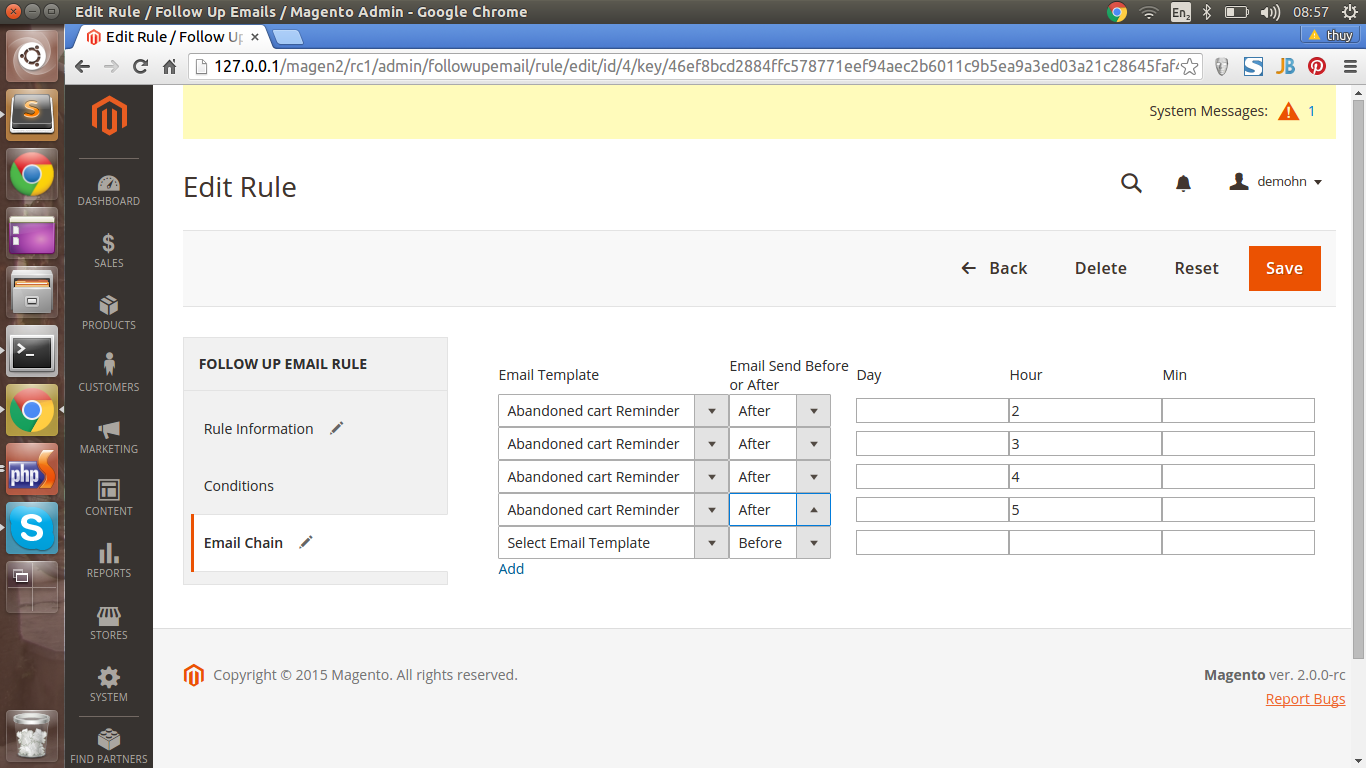 Edit Rule / Follow Up Emails / Magento Admin - Google Chrome
En2
08:57
Edit Rule / Follow Up
thuy
127.0.0.1/magen2/rc1/admin/followupemail/rule/edit/id/4/key/46ef8bcd2884ffc578771eef94aec2b6011c9b5ea9a3ed03a21c28645faf4
S
JB
System Messages: 1
Edit Rule
demohn
Back
Delete
Reset
Save
DASHBOARD
SALES
PRODUCTS
CUSTOMERS
MARKETING
CONTENT
REPORTS
STORES
SYSTEM
FIND PARTNERS
FOLLOW UP EMAIL RULE
Rule Information
Conditions
Email Chain
Email Template
Email Send Before
or After
Day
Hour
Min
Abandoned cart Reminder After 2
Abandoned cart Reminder After 3
Abandoned cart Reminder After 4
Abandoned cart Reminder After 5
Select Email Template Before
Add
Copyright © 2015 Magento. All rights reserved.
Magento ver. 2.0.0-rc
Report Bugs
S
php
S